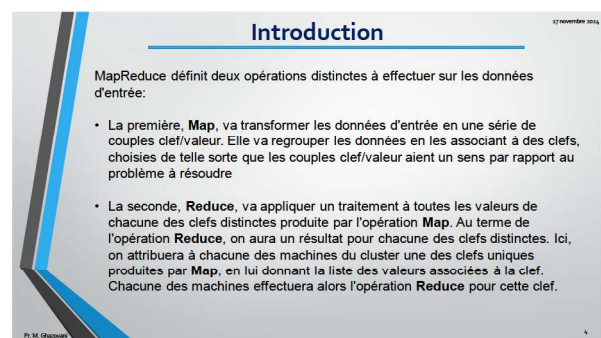 Introduction
17 novembre 2024
MapReduce définit deux opérations distinctes à effectuer sur les données
d'entrée:
• La première, Map, va transformer les données d'entrée en une série de
couples clef/valeur. Elle va regrouper les données en les associant à des clefs,
choisies de telle sorte que les couples clef/valeur aient un sens par rapport au
problème à résoudre
• La seconde, Reduce, va appliquer un traitement à toutes les valeurs de
chacune des clefs distinctes produite par l'opération Map. Au terme de
l'opération Reduce, on aura un résultat pour chacune des clefs distinctes. Ici,
on attribuera à chacune des machines du cluster une des clefs uniques
produites par Map, en lui donnant la liste des valeurs associées à la clef.
Chacune des machines effectuera alors l'opération Reduce pour cette clef.
Pr. M. Ghazouani
4